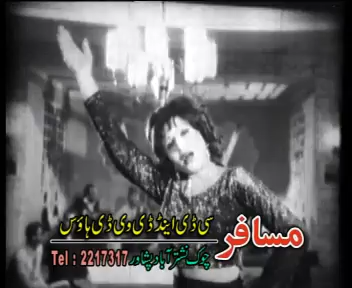 مسافر
سی ڈی اینڈ ڈی وی ڈی ہاؤس
چوک نشتر آباد پشاور Tel : 2217317